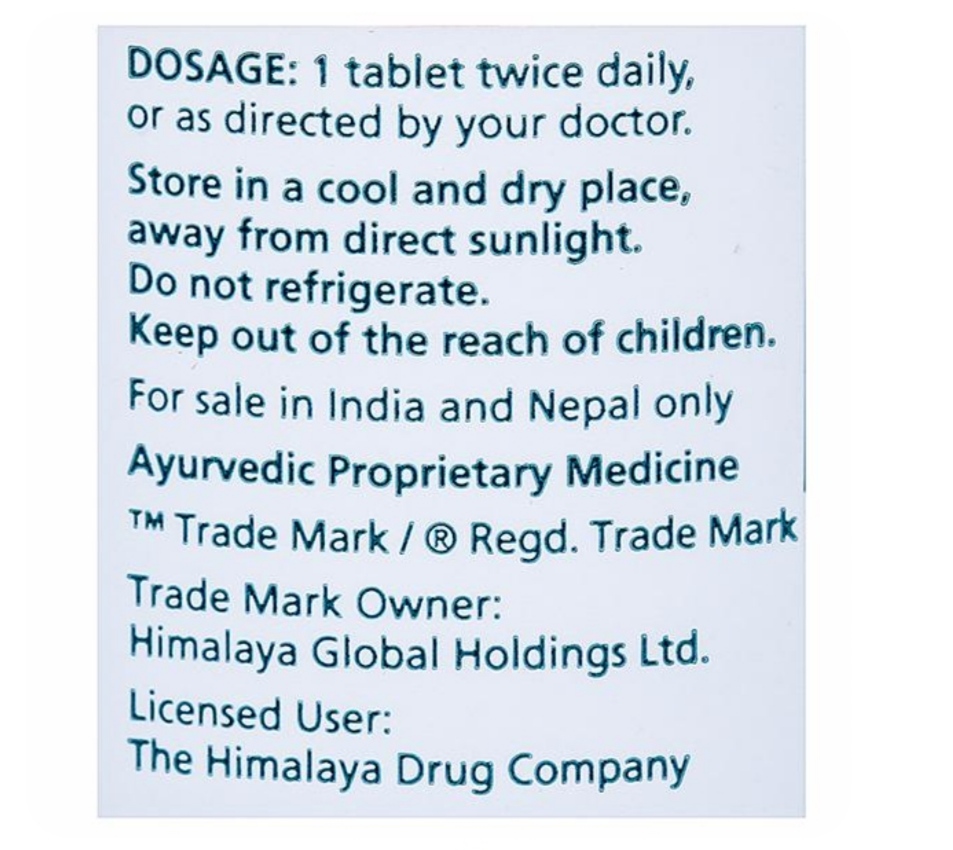 DOSAGE: 1 tablet twice daily,
or as directed by your doctor.
Store in a cool and dry place,
away from direct sunlight.
Do not refrigerate.
Keep out of the reach of children.
For sale in India and Nepal only
Ayurvedic Proprietary Medicine
™ Trade Mark / ® Regd. Trade Mark
Trade Mark Owner:
Himalaya Global Holdings Ltd.
Licensed User:
The Himalaya Drug Company